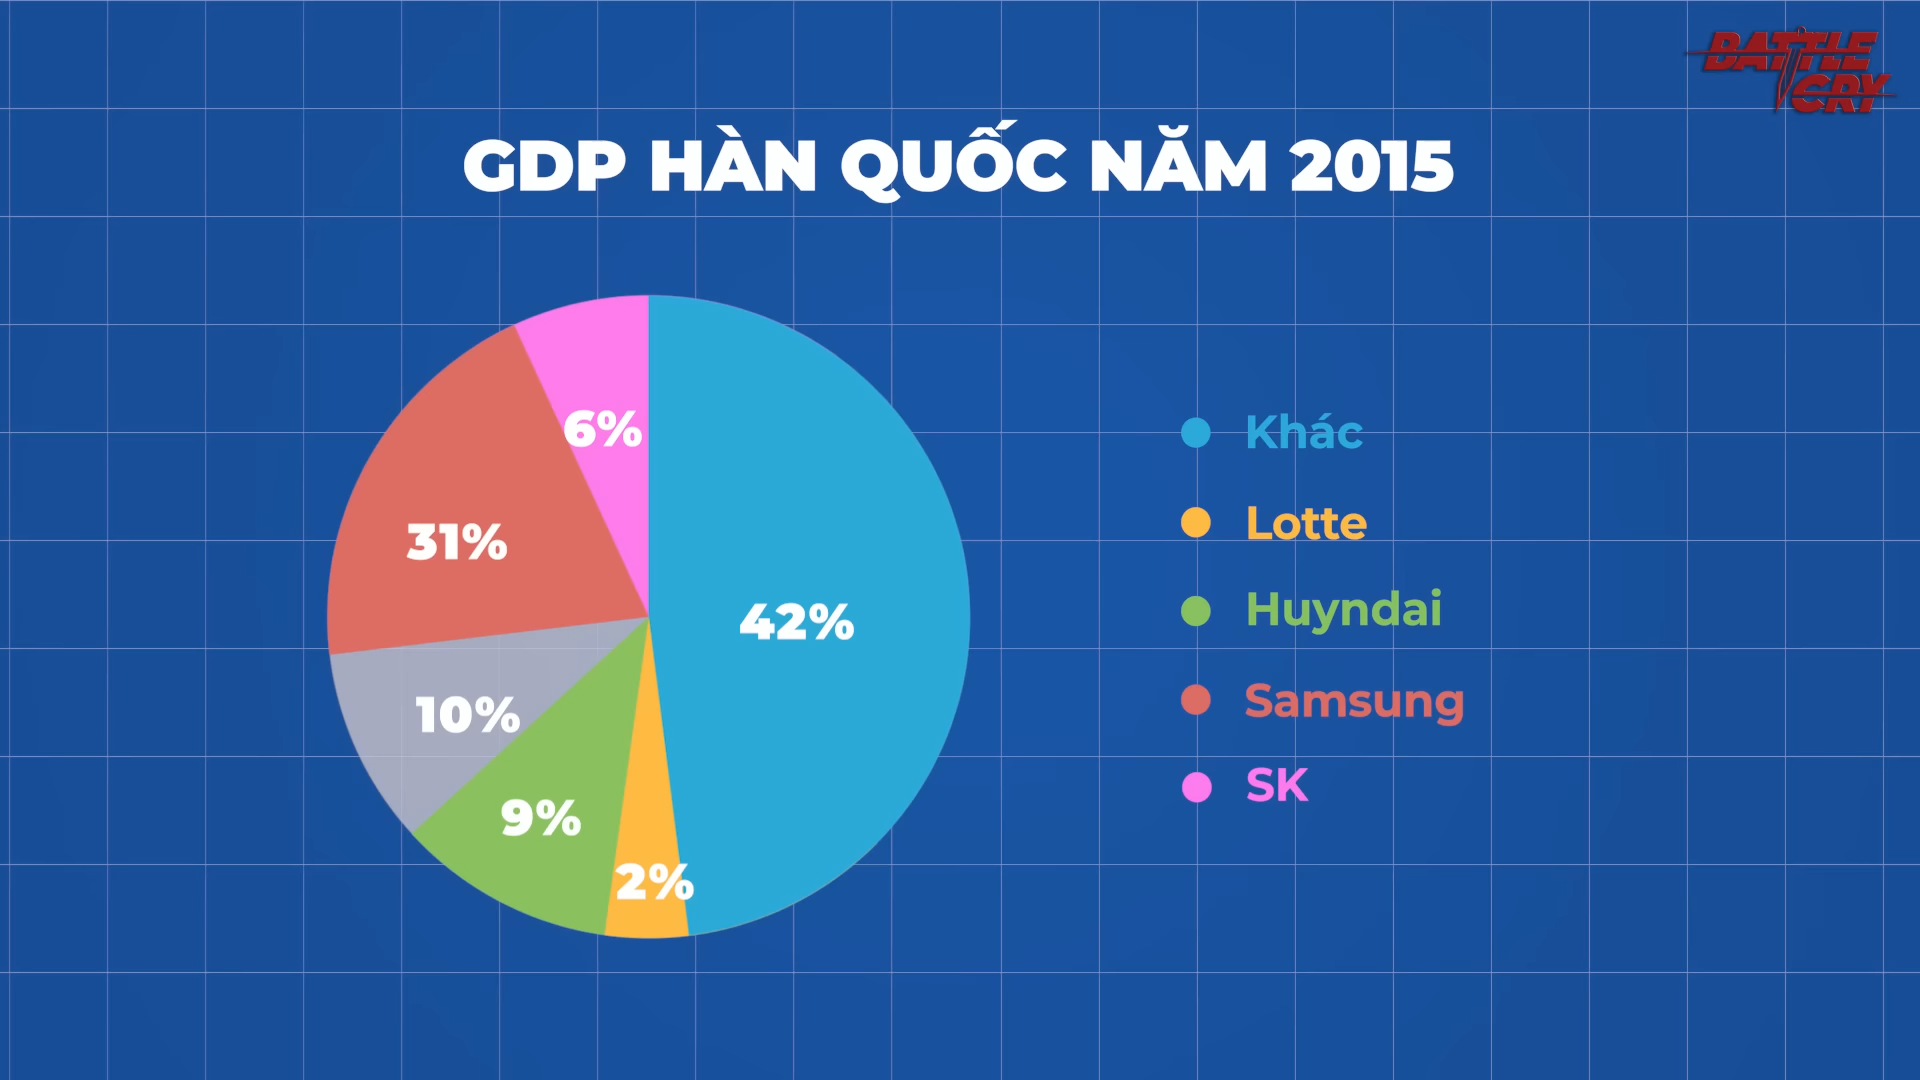 BATTLE
CRY
GDP HÀN QUỐC NĂM 2015
6%
31%
42%
10%
9%
2%
Khác
Lotte
Huyndai
Samsung
SK